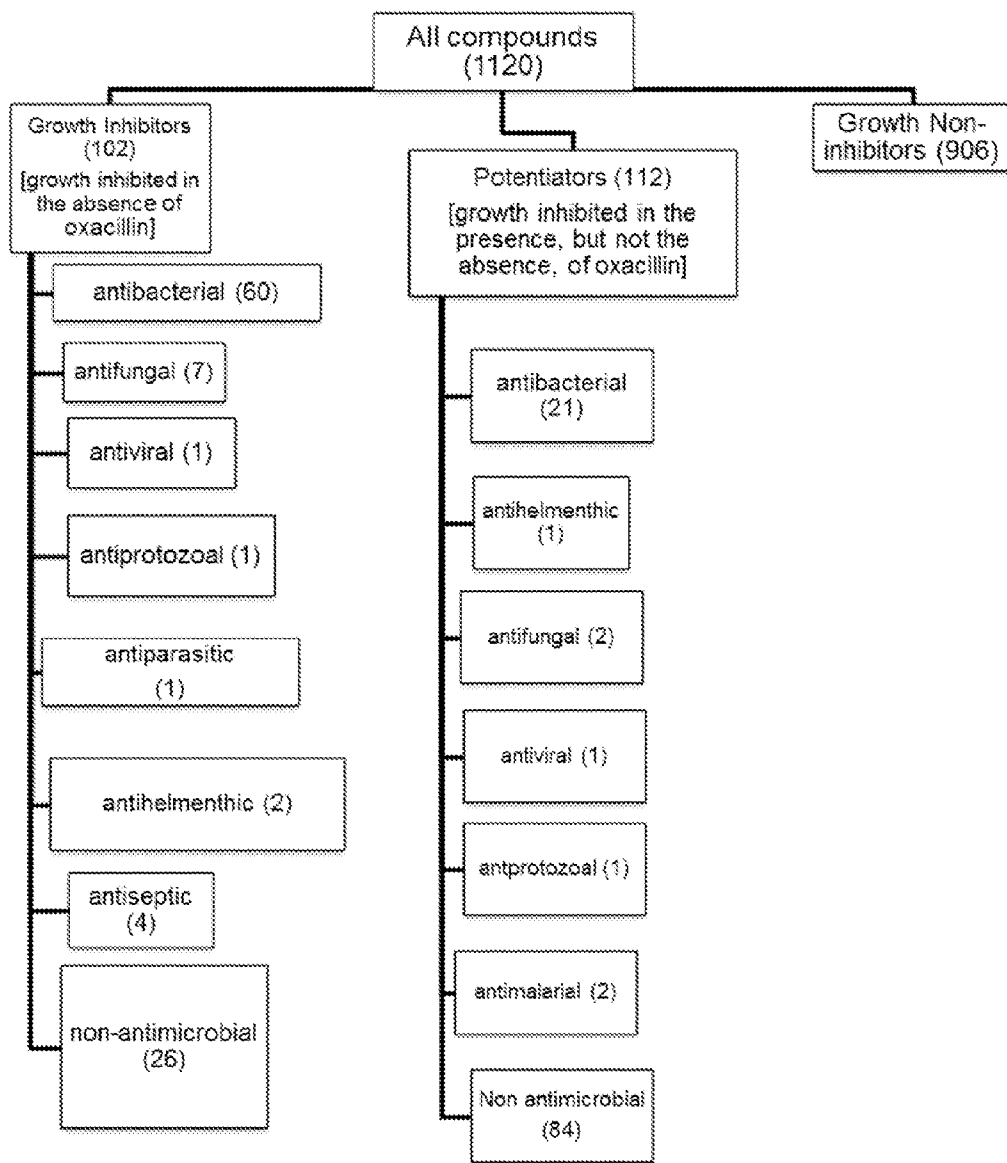 All compounds
(1120)
Growth Inhibitors
(102)
[growth inhibited in
the absence of
oxacillin]
antibacterial (60)
antifungal (7)
antiviral (1)
antiprotozoal (1)
antiparasitic
(1)
antihelmenthic (2)
antiseptic
(4)
non-antimicrobial
(26)
Potentiators (112)
[growth inhibited in the
presence, but not the
absence, of oxacillin]
antibacterial
(21)
antihelmenthic
(1)
antifungal (2)
antiviral (1)
antprotozoal (1)
antimalarial (2)
Non antimicrobial
(84)
Growth Non-
inhibitors (906)